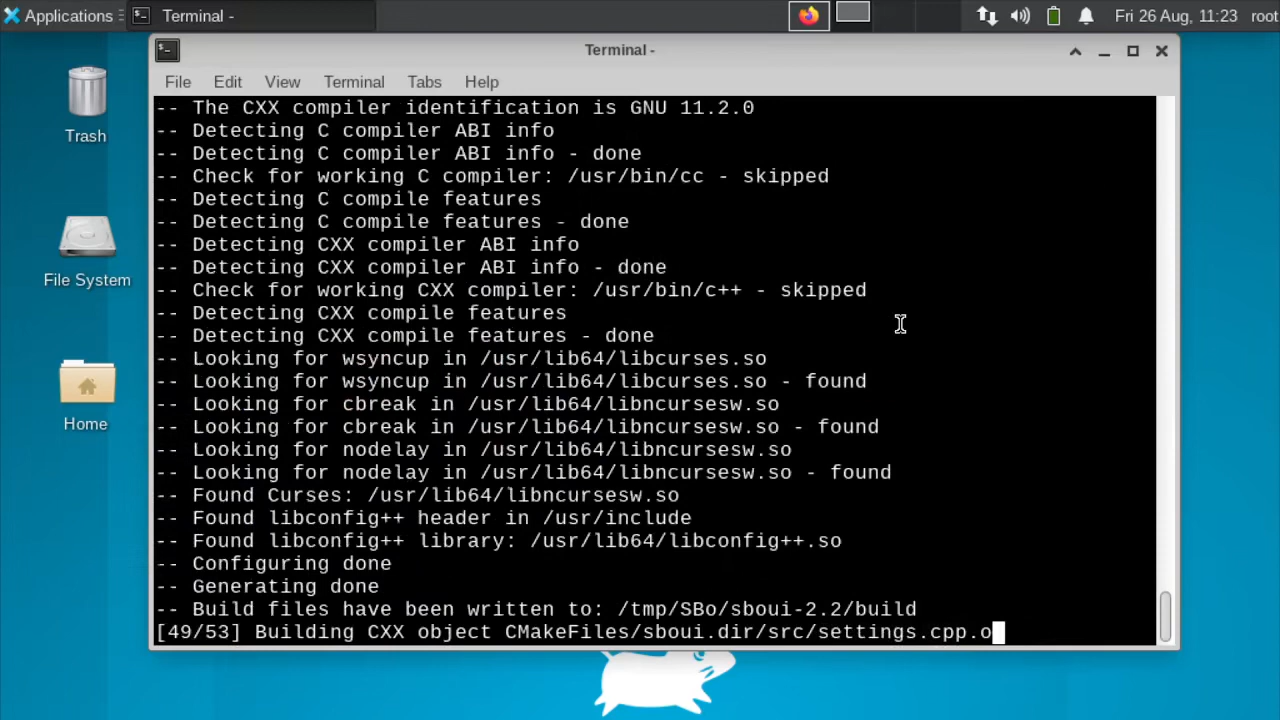 Applications
Terminal -
Fri 26 Aug, 11:23
root
Terminal -
File Edit View Terminal Tabs Help
Trash
File System
Home
-- The CXX compiler identification is GNU 11.2.0
-- Detecting C compiler ABI info
-- Detecting C compiler ABI info - done
-- Check for working C compiler: /usr/bin/cc - skipped
-- Detecting C compile features
-- Detecting C compile features - done
-- Detecting CXX compiler ABI info
-- Detecting CXX compiler ABI info - done
-- Check for working CXX compiler: /usr/bin/c++ - skipped
-- Detecting CXX compile features
-- Detecting CXX compile features - done
-- Looking for wsyncup in /usr/lib64/libcurses.so
-- Looking for wsyncup in /usr/lib64/libcurses.so - found
-- Looking for cbreak in /usr/lib64/libncursesw.so
-- Looking for cbreak in /usr/lib64/libncursesw.so - found
-- Looking for nodelay in /usr/lib64/libncursesw.so
-- Looking for nodelay in /usr/lib64/libncursesw.so - found
-- Found Curses: /usr/lib64/libncursesw.so
-- Found libconfig++ header in /usr/include
-- Found libconfig++ library: /usr/lib64/libconfig++.so
-- Configuring done
-- Generating done
-- Build files have been written to: /tmp/SBo/sboui-2.2/build
[49/53] Building CXX object CMakeFiles/sboui.dir/src/settings.cpp.o